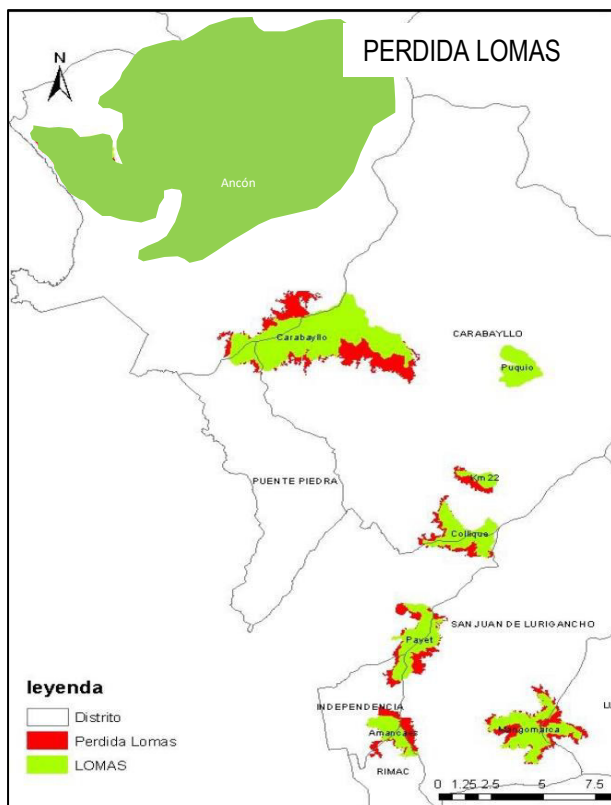 PERDIDA LOMAS
N
Ancón
Carabayllo
CARABAYLLO
Puquio
PUENTE PIEDRA
Km 22
Collique
SAN JUAN DE LURIGANCHO
Payet
leyenda
Distrito
Perdida Lomas
LOMAS
INDEPENDENCIA
Amancaes
Mangomarca
RIMAC
0 1.25 2.5 5 7.5